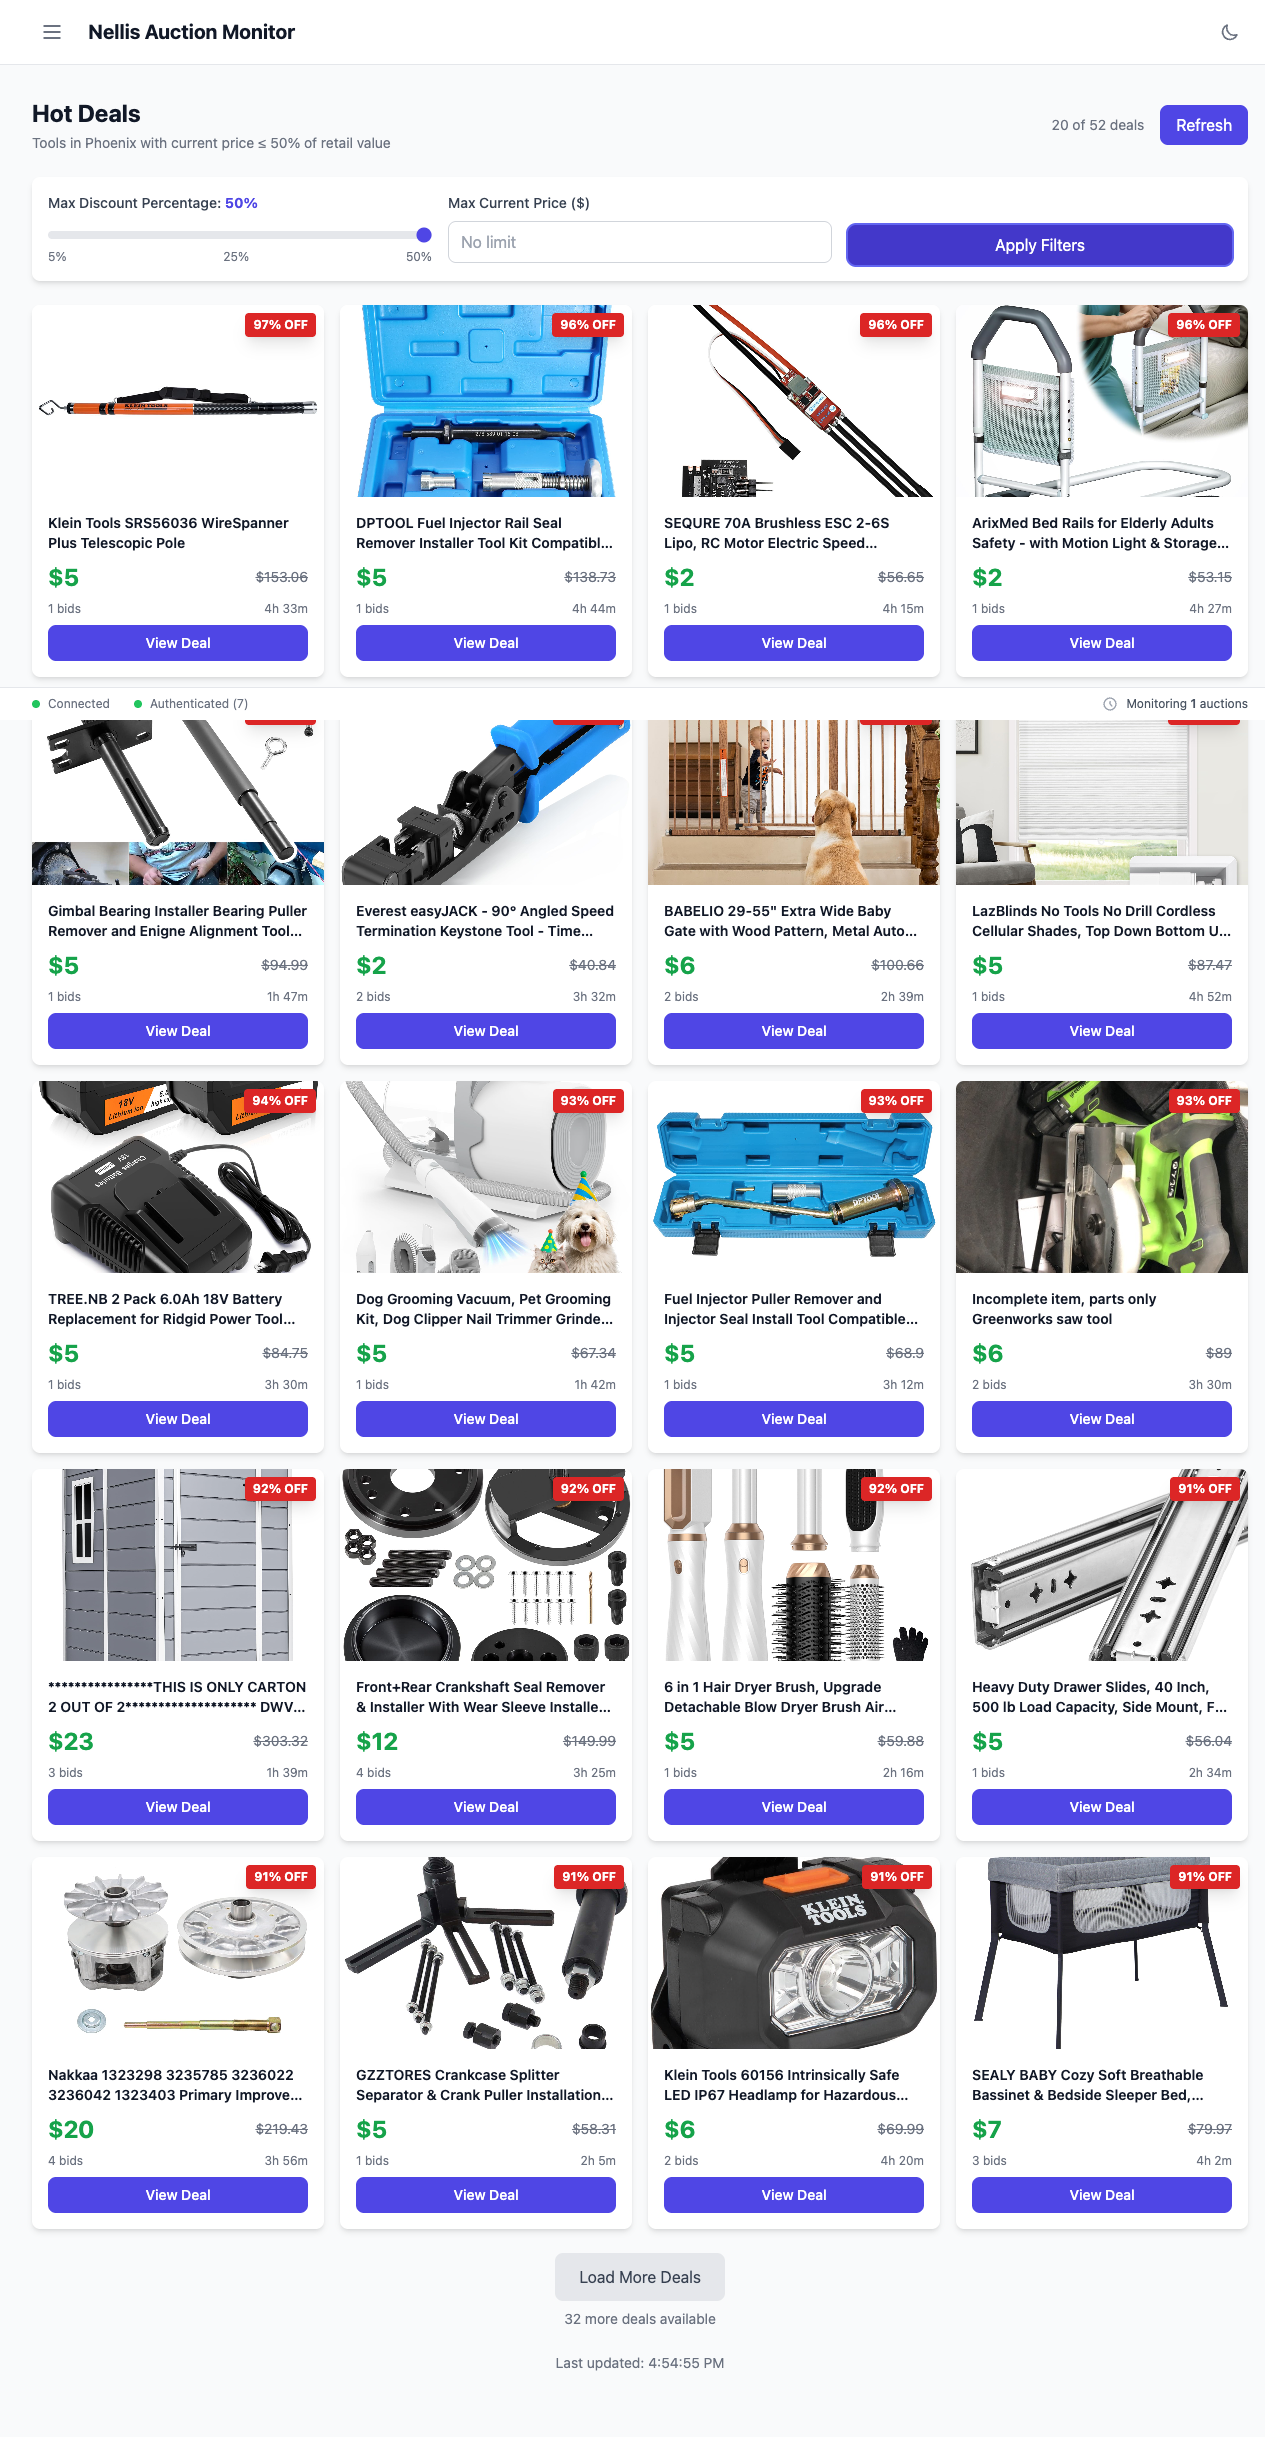 Nellis Auction Monitor
Hot Deals
Tools in Phoenix with current price ≤ 50% of retail value
20 of 52 deals
Refresh
Max Discount Percentage: 50%
5%
25%
50%
Max Current Price ($)
No limit
Apply Filters
97% OFF
KLEIN TOOLS
Klein Tools SRS56036 WireSpanner
Plus Telescopic Pole
$5
$153.06
1 bids
4h 33m
View Deal
96% OFF
DPTOOL Fuel Injector Rail Seal
Remover Installer Tool Kit Compatibl...
$5
$138.73
1 bids
4h 44m
View Deal
96% OFF
SEQURE 70A Brushless ESC 2-6S
Lipo, RC Motor Electric Speed...
$2
$56.65
1 bids
4h 15m
View Deal
96% OFF
ArixMed Bed Rails for Elderly Adults
Safety - with Motion Light & Storage...
$2
$53.15
1 bids
4h 27m
View Deal
Connected
Authenticated (7)
Monitoring 1 auctions
Gimbal Bearing Installer Bearing Puller
Remover and Enigne Alignment Tool...
$5
$94.99
1 bids
1h 47m
View Deal
Everest easyJACK - 90° Angled Speed
Termination Keystone Tool - Time...
$2
$40.84
2 bids
3h 32m
View Deal
BABELIO 29-55" Extra Wide Baby
Gate with Wood Pattern, Metal Auto...
$6
$100.66
2 bids
2h 39m
View Deal
LazBlinds No Tools No Drill Cordless
Cellular Shades, Top Down Bottom U...
$5
$87.47
1 bids
4h 52m
View Deal
94% OFF
18V
Lithium Ion
TREE.NB 2 Pack 6.0Ah 18V Battery
Replacement for Ridgid Power Tool...
$5
$84.75
1 bids
3h 30m
View Deal
93% OFF
Dog Grooming Vacuum, Pet Grooming
Kit, Dog Clipper Nail Trimmer Grinde...
$5
$67.34
1 bids
1h 42m
View Deal
93% OFF
DPTOOL
Fuel Injector Puller Remover and
Injector Seal Install Tool Compatible...
$5
$68.9
1 bids
3h 12m
View Deal
93% OFF
Incomplete item, parts only
Greenworks saw tool
$6
$89
2 bids
3h 30m
View Deal
92% OFF
****************THIS IS ONLY CARTON
2 OUT OF 2******************** DWV...
$23
$303.32
3 bids
1h 39m
View Deal
92% OFF
Front+Rear Crankshaft Seal Remover
& Installer With Wear Sleeve Installe...
$12
$149.99
4 bids
3h 25m
View Deal
92% OFF
6 in 1 Hair Dryer Brush, Upgrade
Detachable Blow Dryer Brush Air...
$5
$59.88
1 bids
2h 16m
View Deal
91% OFF
Heavy Duty Drawer Slides, 40 Inch,
500 lb Load Capacity, Side Mount, F...
$5
$56.04
1 bids
2h 34m
View Deal
91% OFF
Nakkaa 1323298 3235785 3236022
3236042 1323403 Primary Improve...
$20
$219.43
4 bids
3h 56m
View Deal
91% OFF
GZZTORES Crankcase Splitter
Separator & Crank Puller Installation...
$5
$58.31
1 bids
2h 5m
View Deal
91% OFF
KLEIN
TOOLS
Klein Tools 60156 Intrinsically Safe
LED IP67 Headlamp for Hazardous...
$6
$69.99
2 bids
4h 20m
View Deal
91% OFF
SEALY BABY Cozy Soft Breathable
Bassinet & Bedside Sleeper Bed,...
$7
$79.97
3 bids
4h 2m
View Deal
Load More Deals
32 more deals available
Last updated: 4:54:55 PM